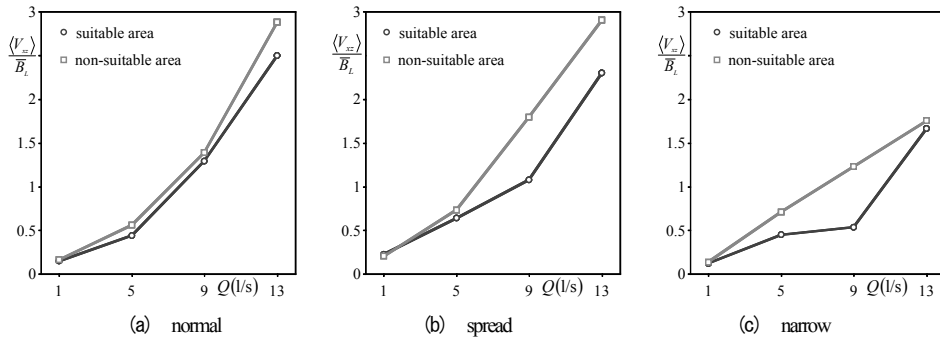 3
2.5
2
1.5
1
0.5
0
⟨V_xz⟩
B̅_L
suitable area
non-suitable area
1 5 9 Q(l/s) 13
(a) normal
3
2.5
2
1.5
1
0.5
0
⟨V_xz⟩
B̅_L
suitable area
non-suitable area
1 5 9 Q(l/s) 13
(b) spread
3
2.5
2
1.5
1
0.5
0
⟨V_xz⟩
B̅_L
suitable area
non-suitable area
1 5 9 Q(l/s) 13
(c) narrow